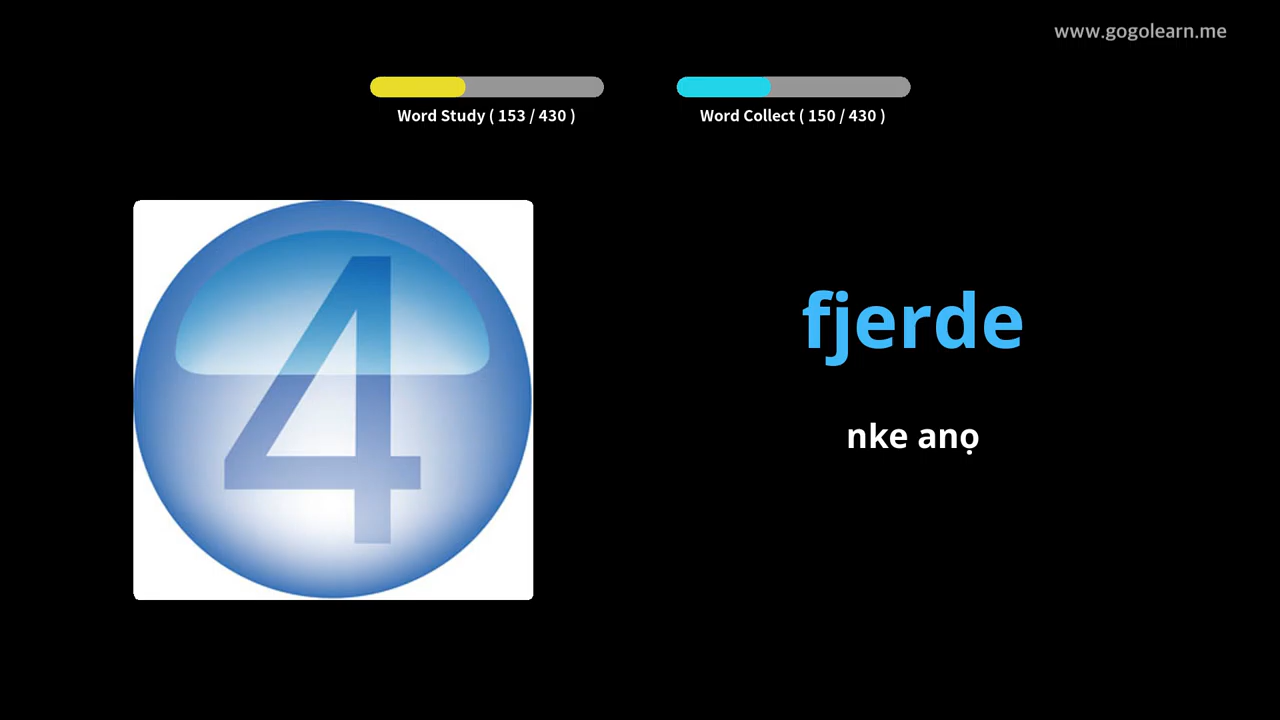 www.gogolearn.me
Word Study ( 153 / 430 )
Word Collect ( 150 / 430 )
4
fjerde
nke anọ